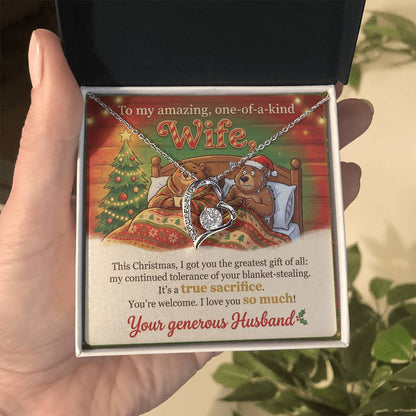 To my amazing, one-of-a-kind
Wife,
This Christmas, I got you the greatest gift of all:
my continued tolerance of your blanket-stealing.
It's a true sacrifice.
You're welcome. I love you so much!
Your generous Husband